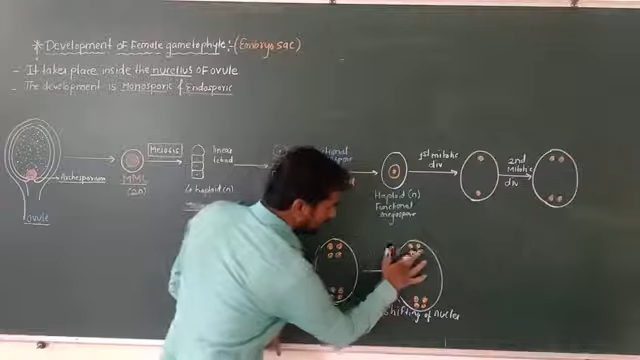 * Development of Female gametophyte :- (Embryo sac)
- It takes place inside the nucellus of ovule
- The development is Monosporic & Endosporic
Archesporium
ovule
MMC
(2n)
Meiosis
linear
tetrad
4 haploid (n)
Haploid (n)
Functional
megaspore
1st mitotic
div
2nd
Mitotic
div
shifting of nuclei